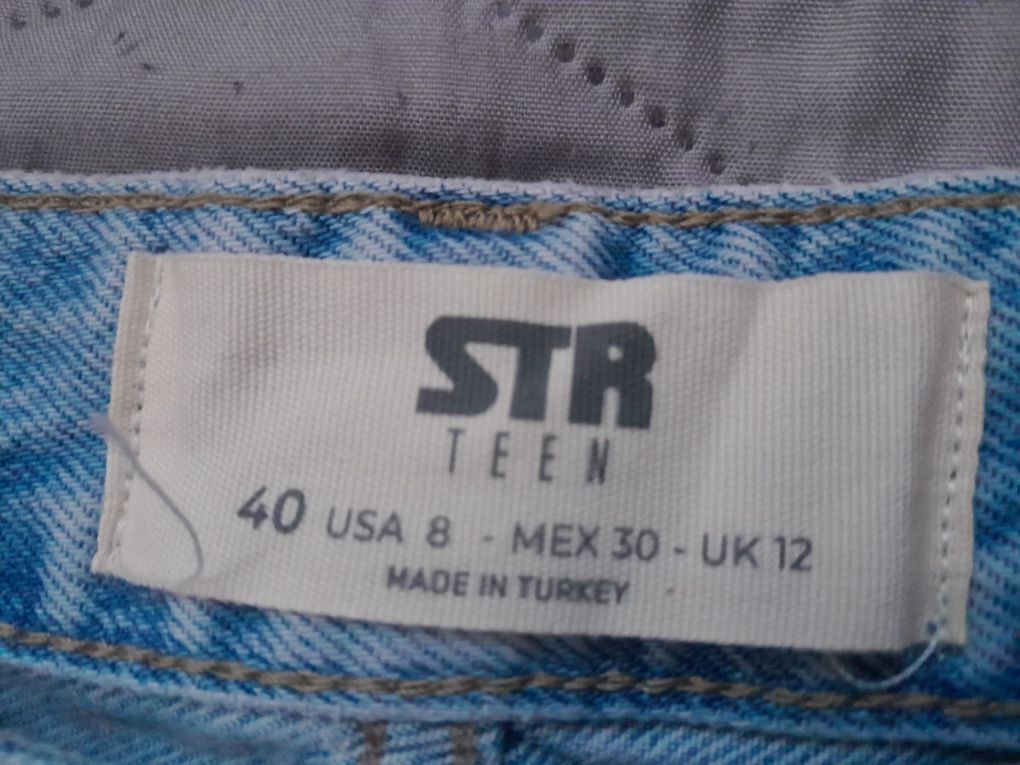 STR
TEEN
40 USA 8 - MEX 30 - UK 12
MADE IN TURKEY